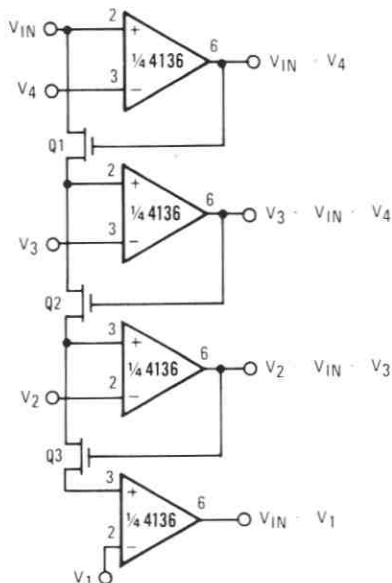 VIN 2 + 6 VIN V4
V4 3 − ¼ 4136
Q1
2 + 6 V3 VIN V4
V3 3 − ¼ 4136
Q2
3 + 6 V2 VIN V3
V2 2 − ¼ 4136
Q3
3 + 6 VIN V1
2 − ¼ 4136
V1